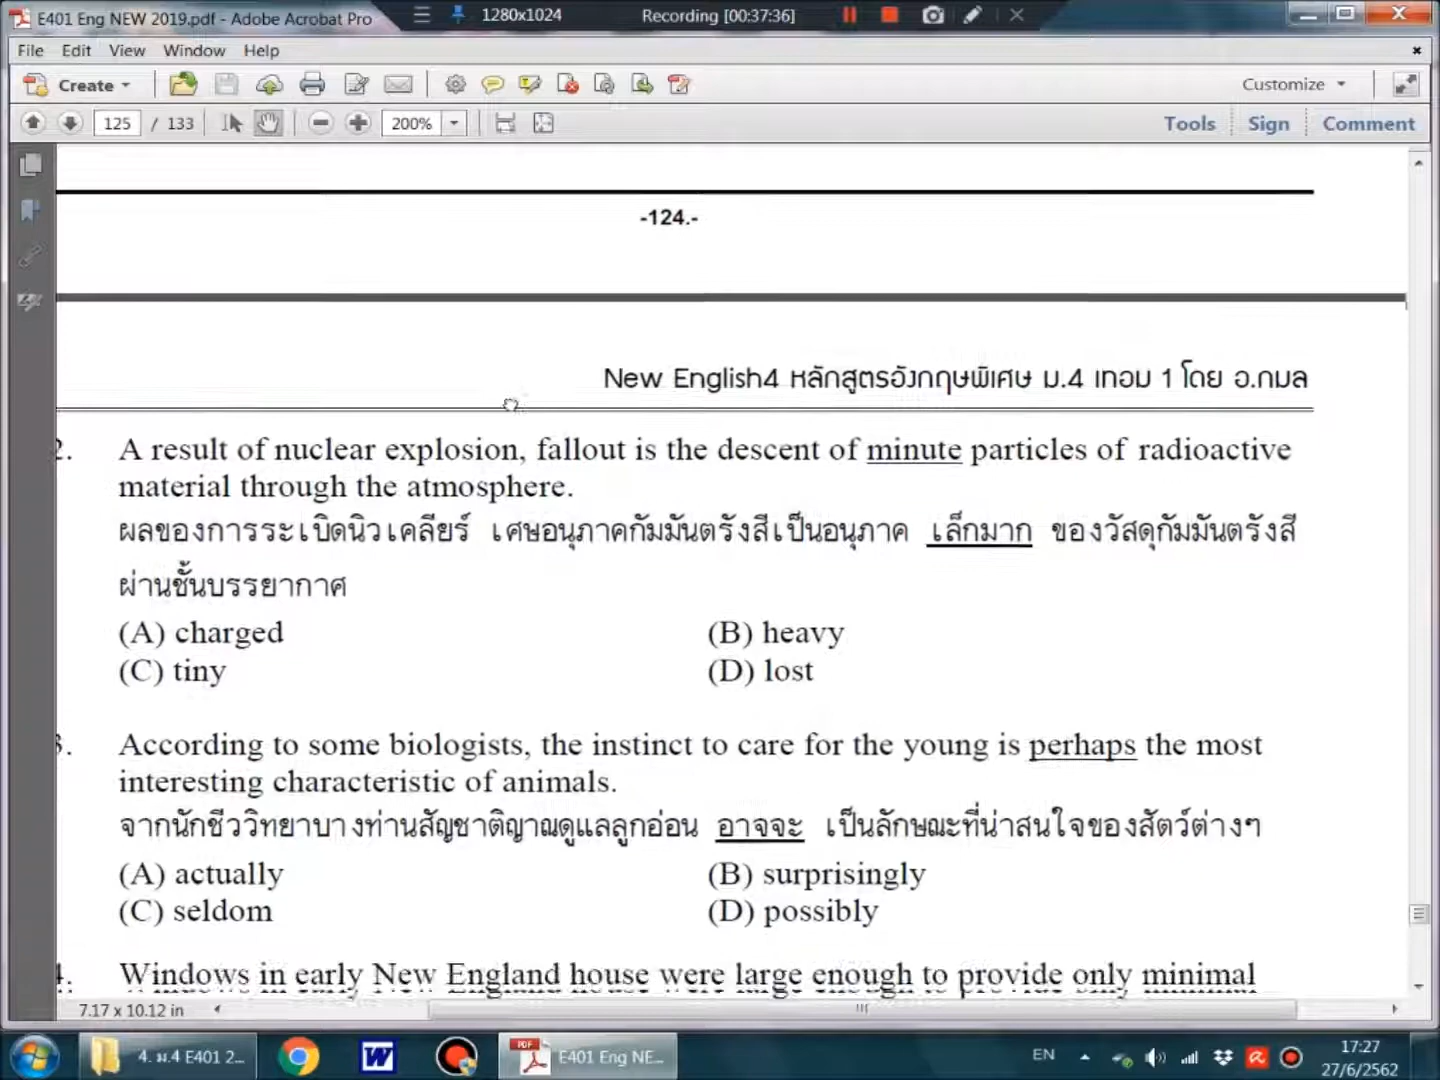 E401 Eng NEW 2019.pdf - Adobe Acrobat Pro
1280x1024
Recording [00:37:36]
File Edit View Window Help
Create
Customize
125 / 133
200%
Tools Sign Comment
-124.-
New English4 หลักสูตรอังกฤษพิเศษ ม.4 เทอม 1 โดย อ.กมล
2. A result of nuclear explosion, fallout is the descent of minute particles of radioactive
material through the atmosphere.
ผลของการระเบิดนิวเคลียร์ เศษอนุภาคกัมมันตรังสีเป็นอนุภาค เล็กมาก ของวัสดุกัมมันตรังสี
ผ่านชั้นบรรยากาศ
(A) charged (B) heavy
(C) tiny (D) lost
3. According to some biologists, the instinct to care for the young is perhaps the most
interesting characteristic of animals.
จากนักชีววิทยาบางท่านสัญชาติญาณดูแลลูกอ่อน อาจจะ เป็นลักษณะที่น่าสนใจของสัตว์ต่างๆ
(A) actually (B) surprisingly
(C) seldom (D) possibly
4. Windows in early New England house were large enough to provide only minimal
7.17 x 10.12 in
4. ม.4 E401 2...
E401 Eng NE...
EN
17:27
27/6/2562